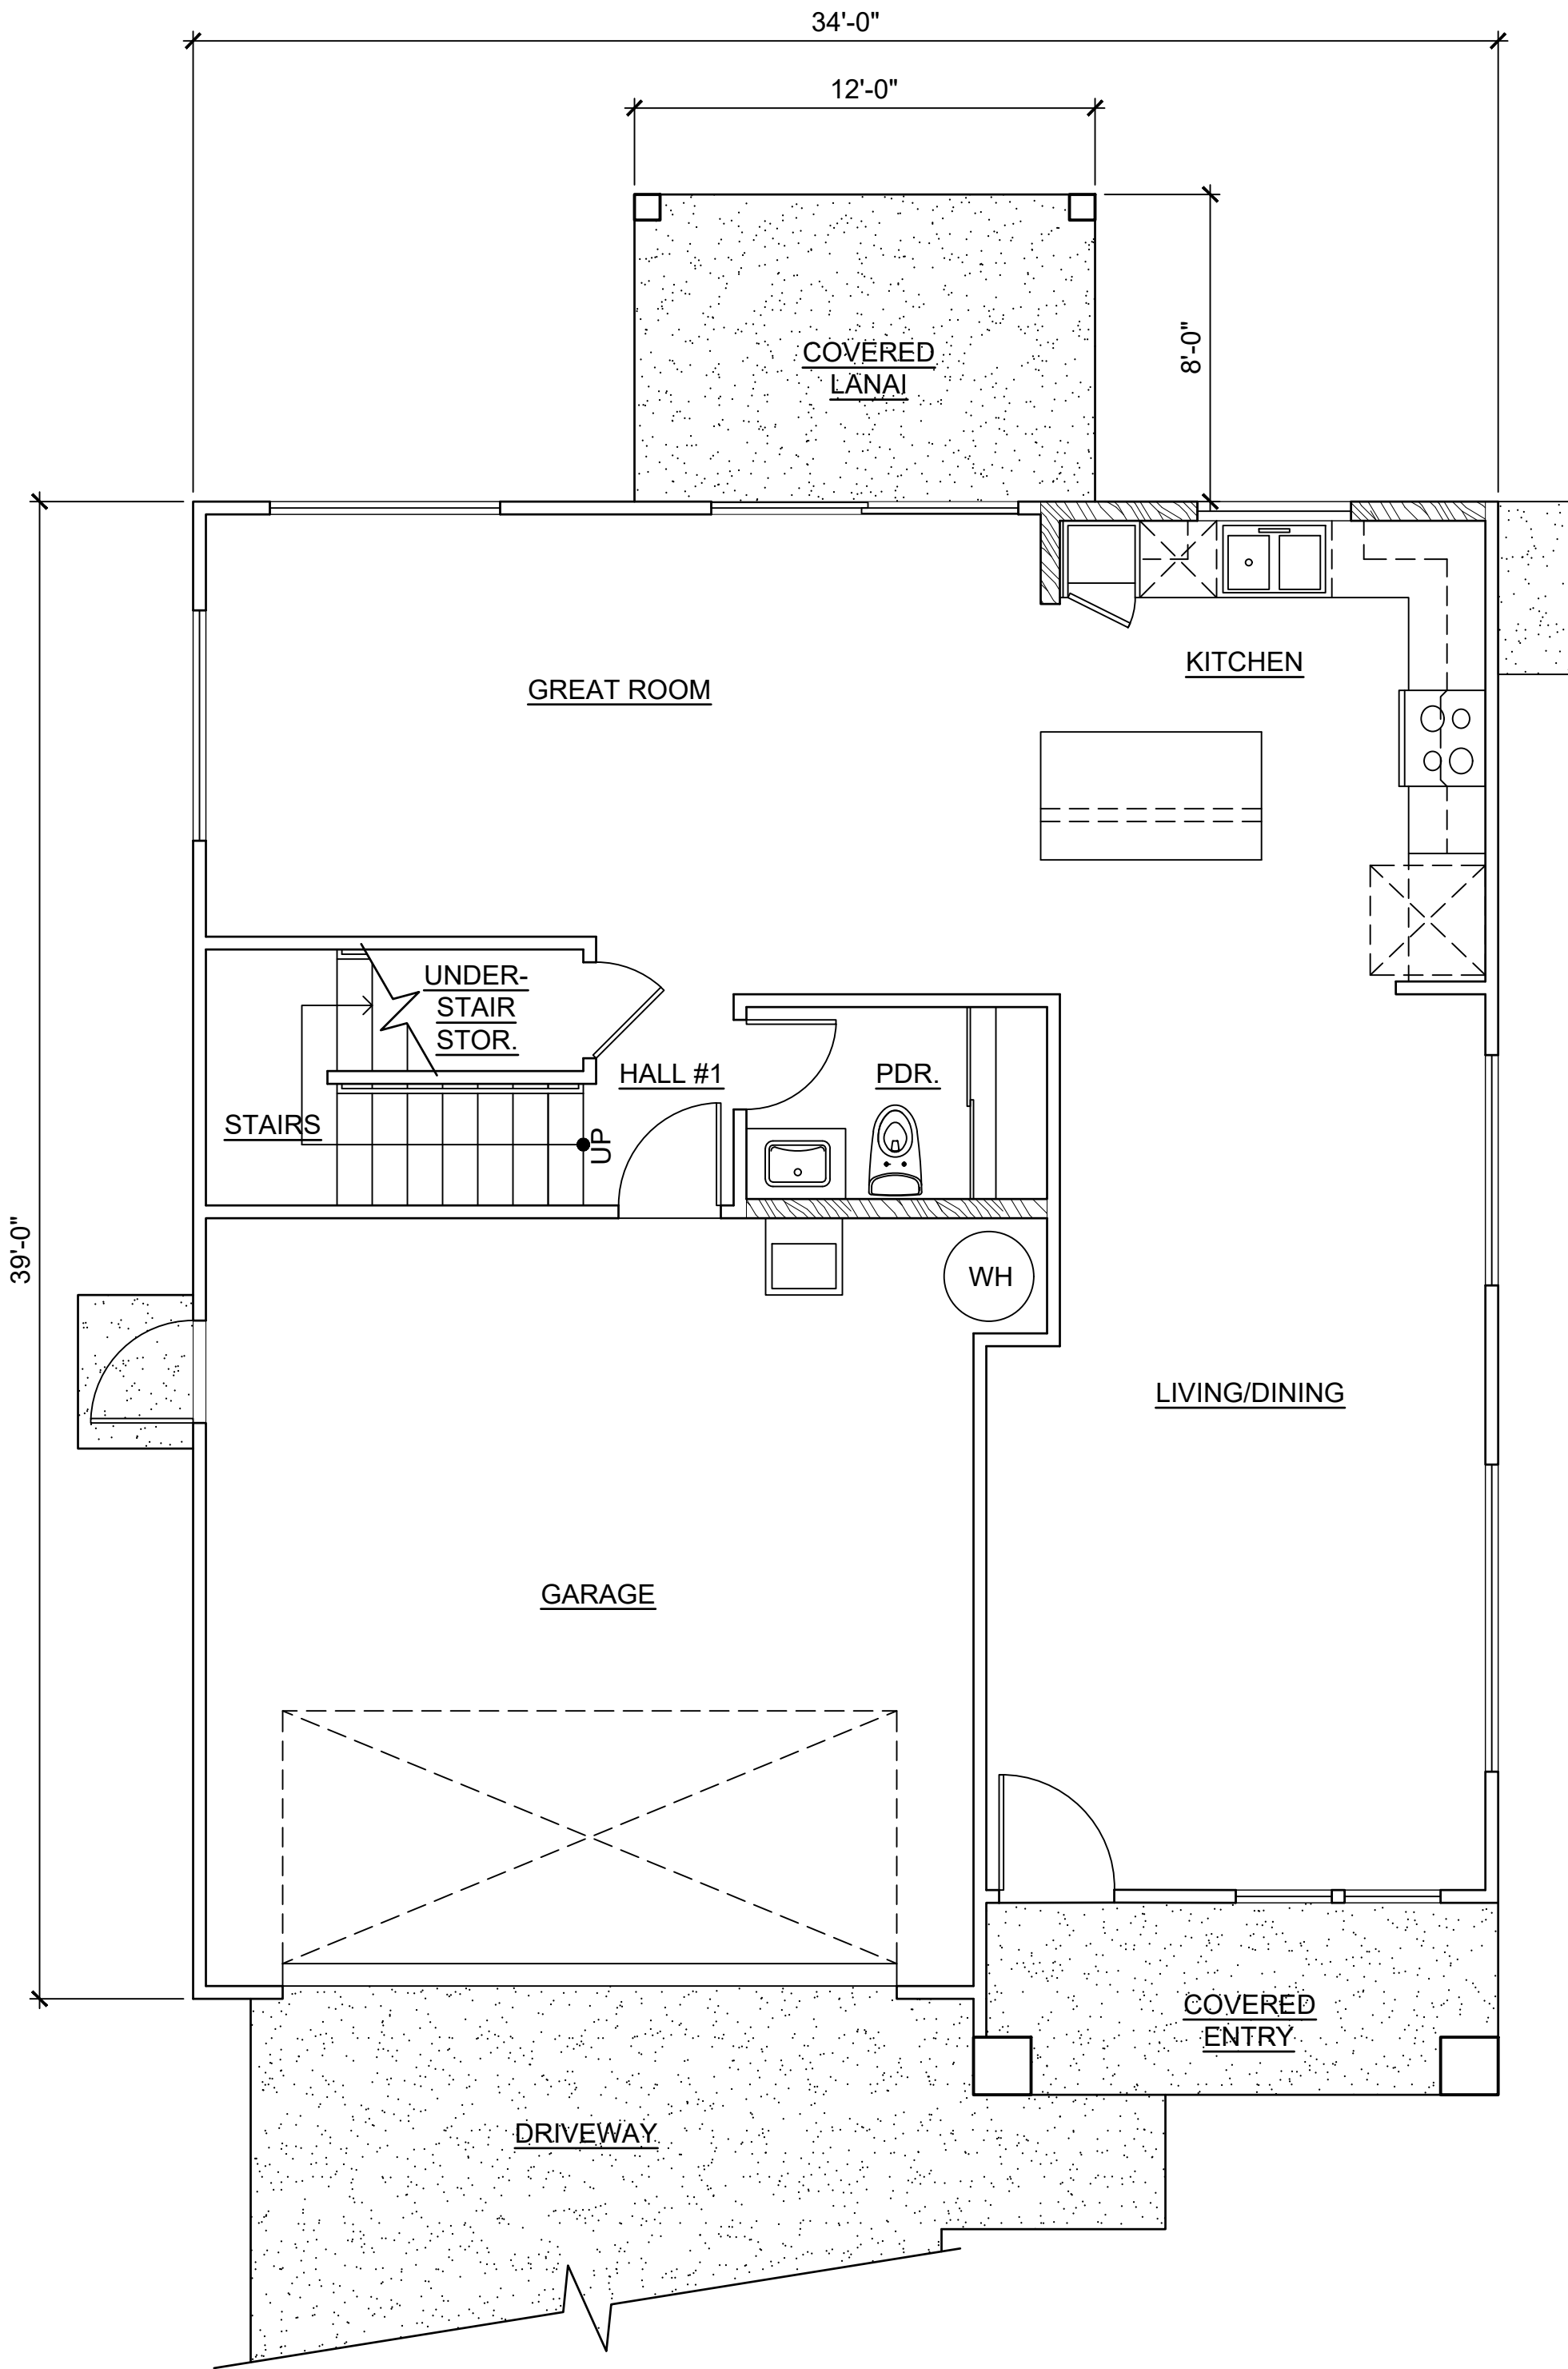 34'-0"
12'-0"
8'-0"
COVERED
LANAI
KITCHEN
GREAT ROOM
UNDER-
STAIR
STOR.
HALL #1
PDR.
STAIRS
UP
39'-0"
WH
LIVING/DINING
GARAGE
COVERED
ENTRY
DRIVEWAY